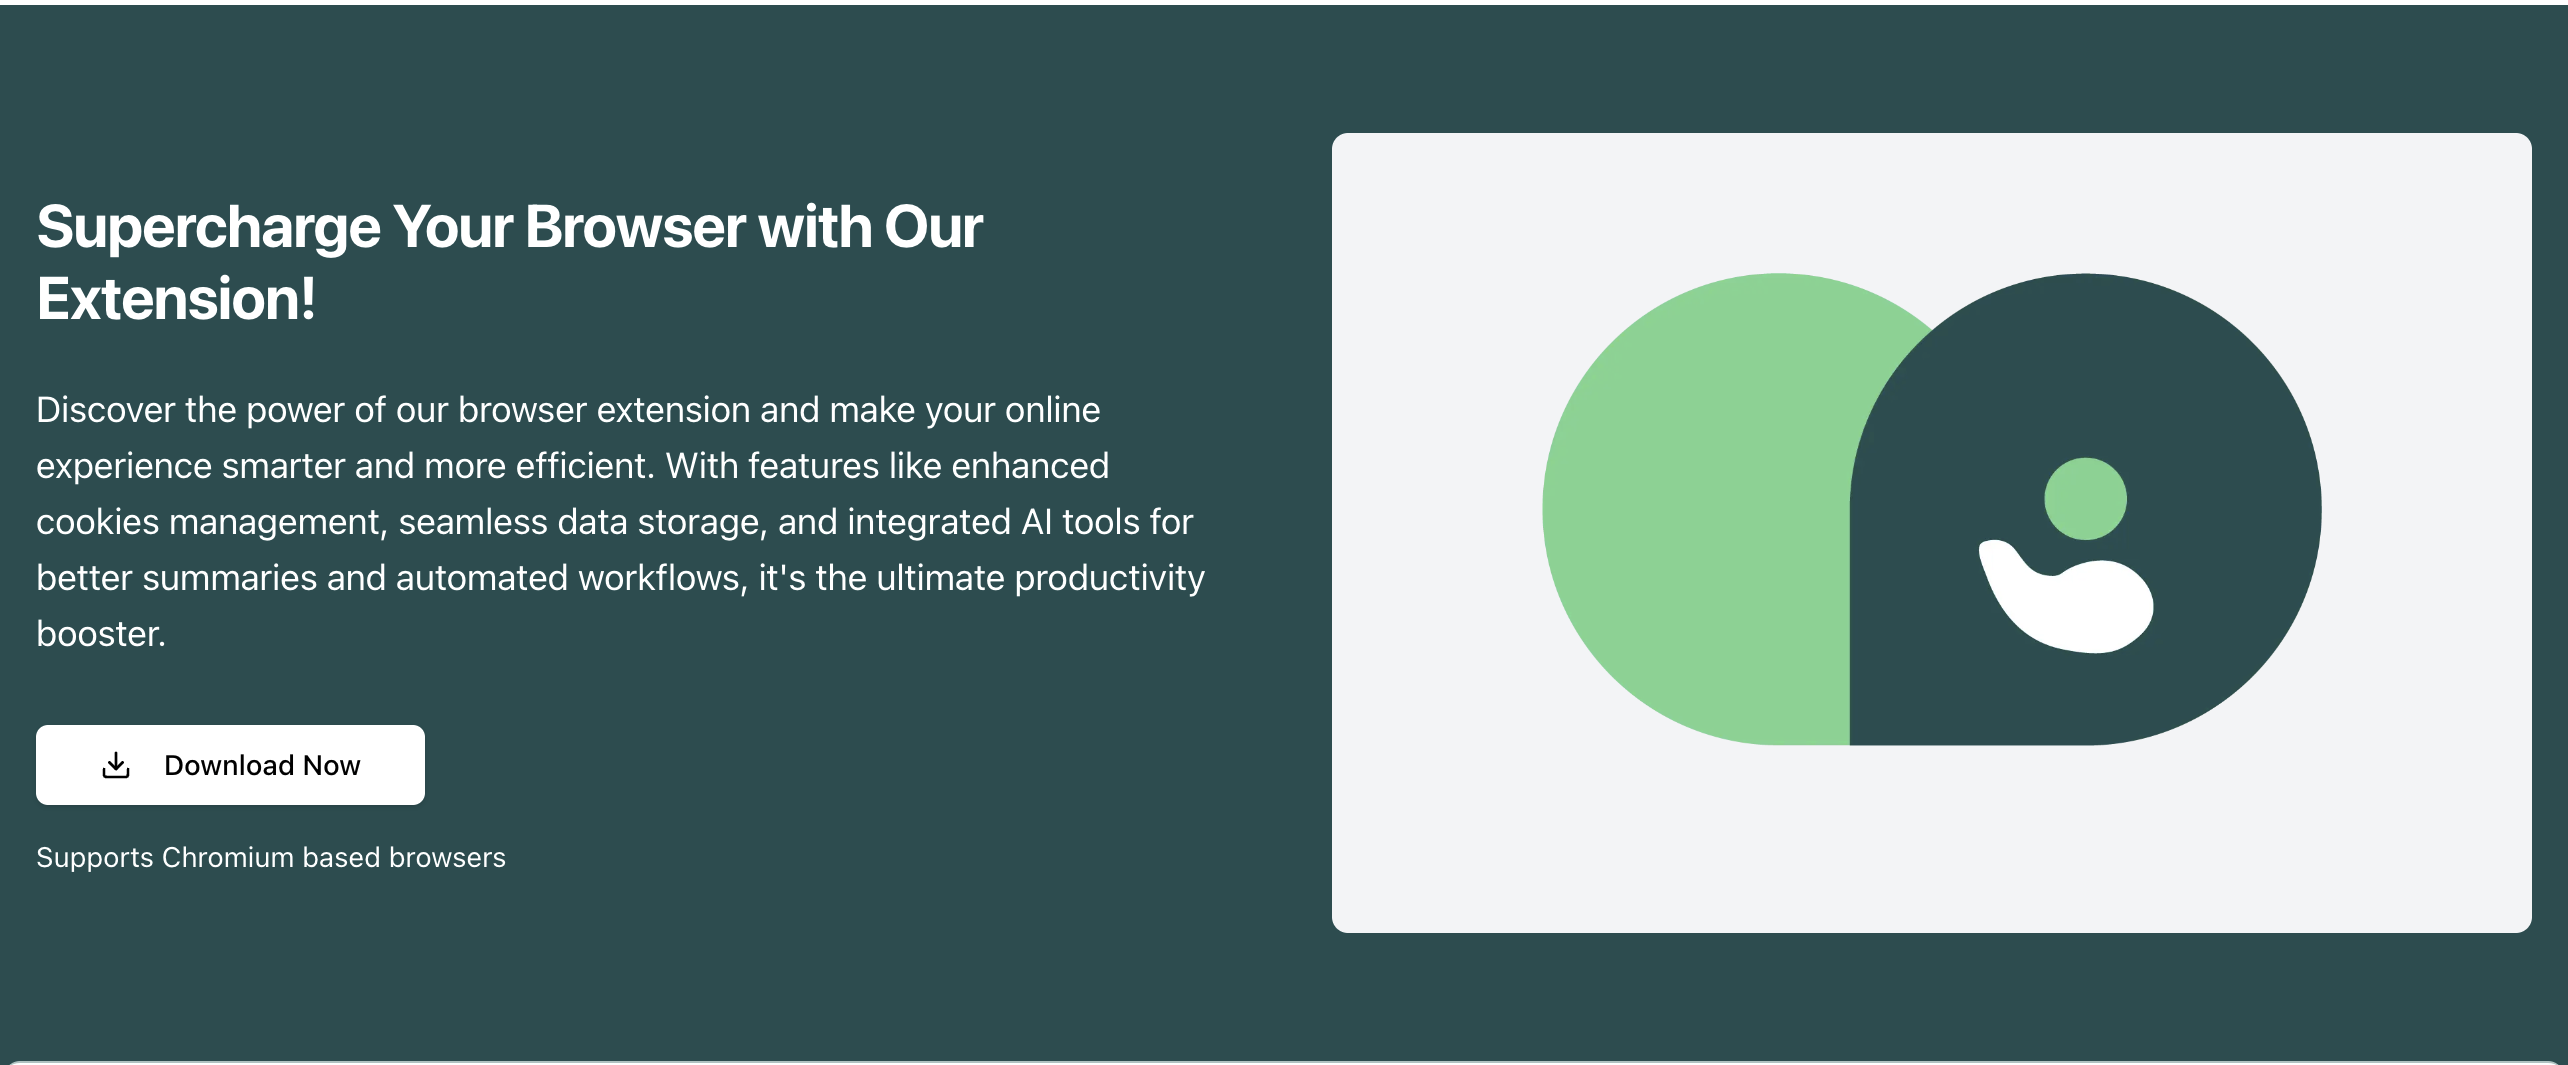 Supercharge Your Browser with Our
Extension!
Discover the power of our browser extension and make your online
experience smarter and more efficient. With features like enhanced
cookies management, seamless data storage, and integrated AI tools for
better summaries and automated workflows, it's the ultimate productivity
booster.
Download Now
Supports Chromium based browsers